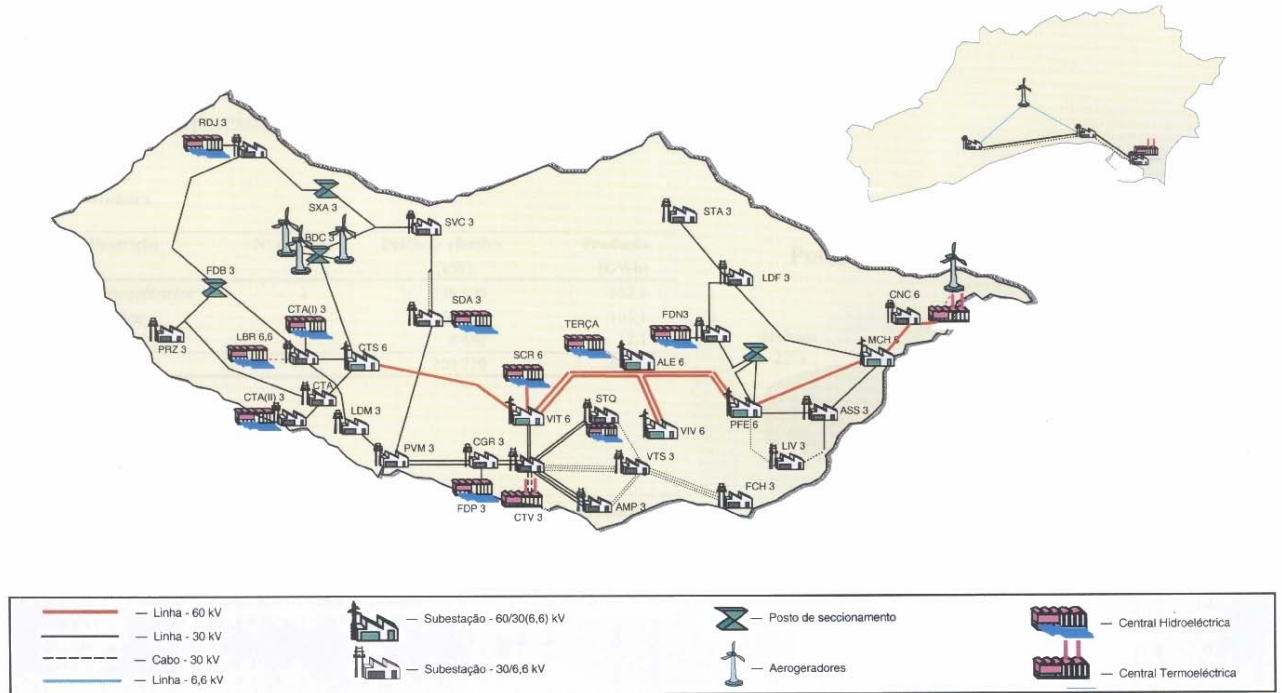 RDJ 3
SXA 3
BDC 3
SVC 3
STA 3
FDB 3
LDF 3
CTA(I) 3
SDA 3
CNC 6
PRZ 3
LBR 6,6
CTS 6
TERÇA
FDN3
MCH 6
SCR 6
ALE 6
CTA
CTA(II) 3
LDM 3
VIT 6
STQ
VIV 6
PFE 6
ASS 3
PVM 3
CGR 3
VTS 3
LIV 3
FDP 3
CTV 3
AMP 3
FCH 3
— Linha - 60 kV
— Linha - 30 kV
— Cabo - 30 kV
— Linha - 6,6 kV
— Subestação - 60/30(6,6) kV
— Subestação - 30/6,6 kV
— Posto de seccionamento
— Aerogeradores
— Central Hidroeléctrica
— Central Termoeléctrica